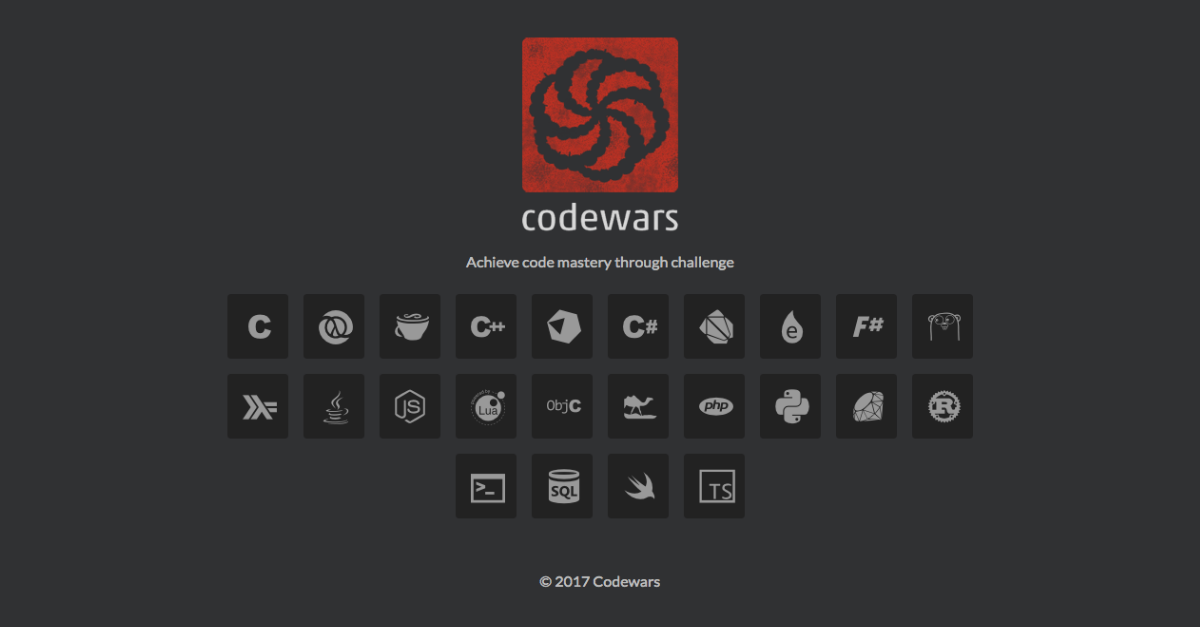 codewars
Achieve code mastery through challenge
C C++ C# e F#
JS Lua ObjC php R
>_ SQL TS
© 2017 Codewars